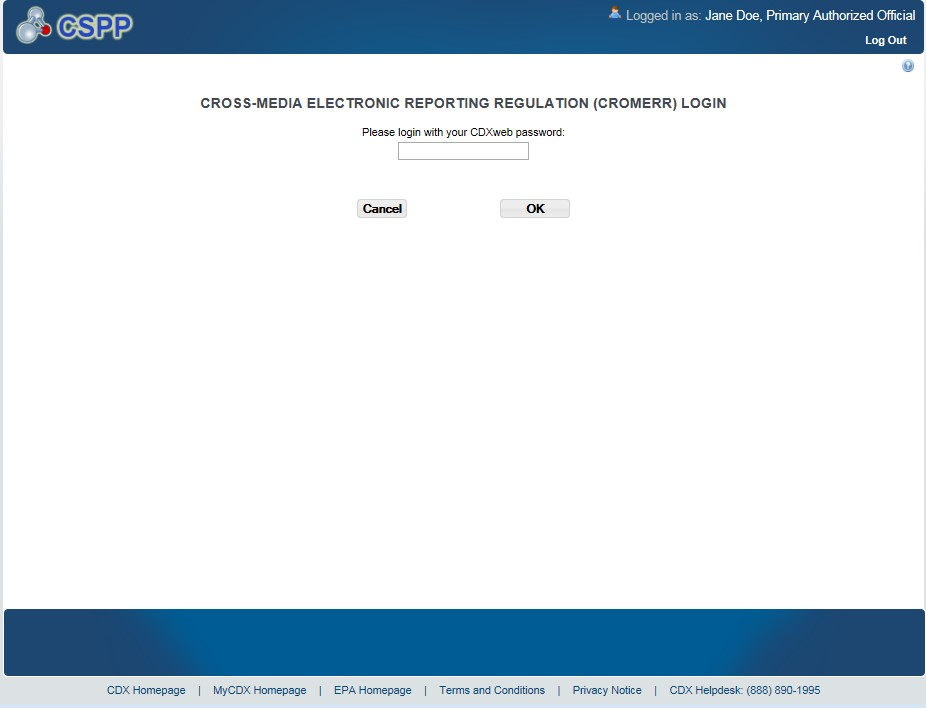 CSPP
Logged in as: Jane Doe, Primary Authorized Official
Log Out
CROSS-MEDIA ELECTRONIC REPORTING REGULATION (CROMERR) LOGIN
Please login with your CDXweb password:
Cancel OK
CDX Homepage | MyCDX Homepage | EPA Homepage | Terms and Conditions | Privacy Notice | CDX Helpdesk: (888) 890-1995